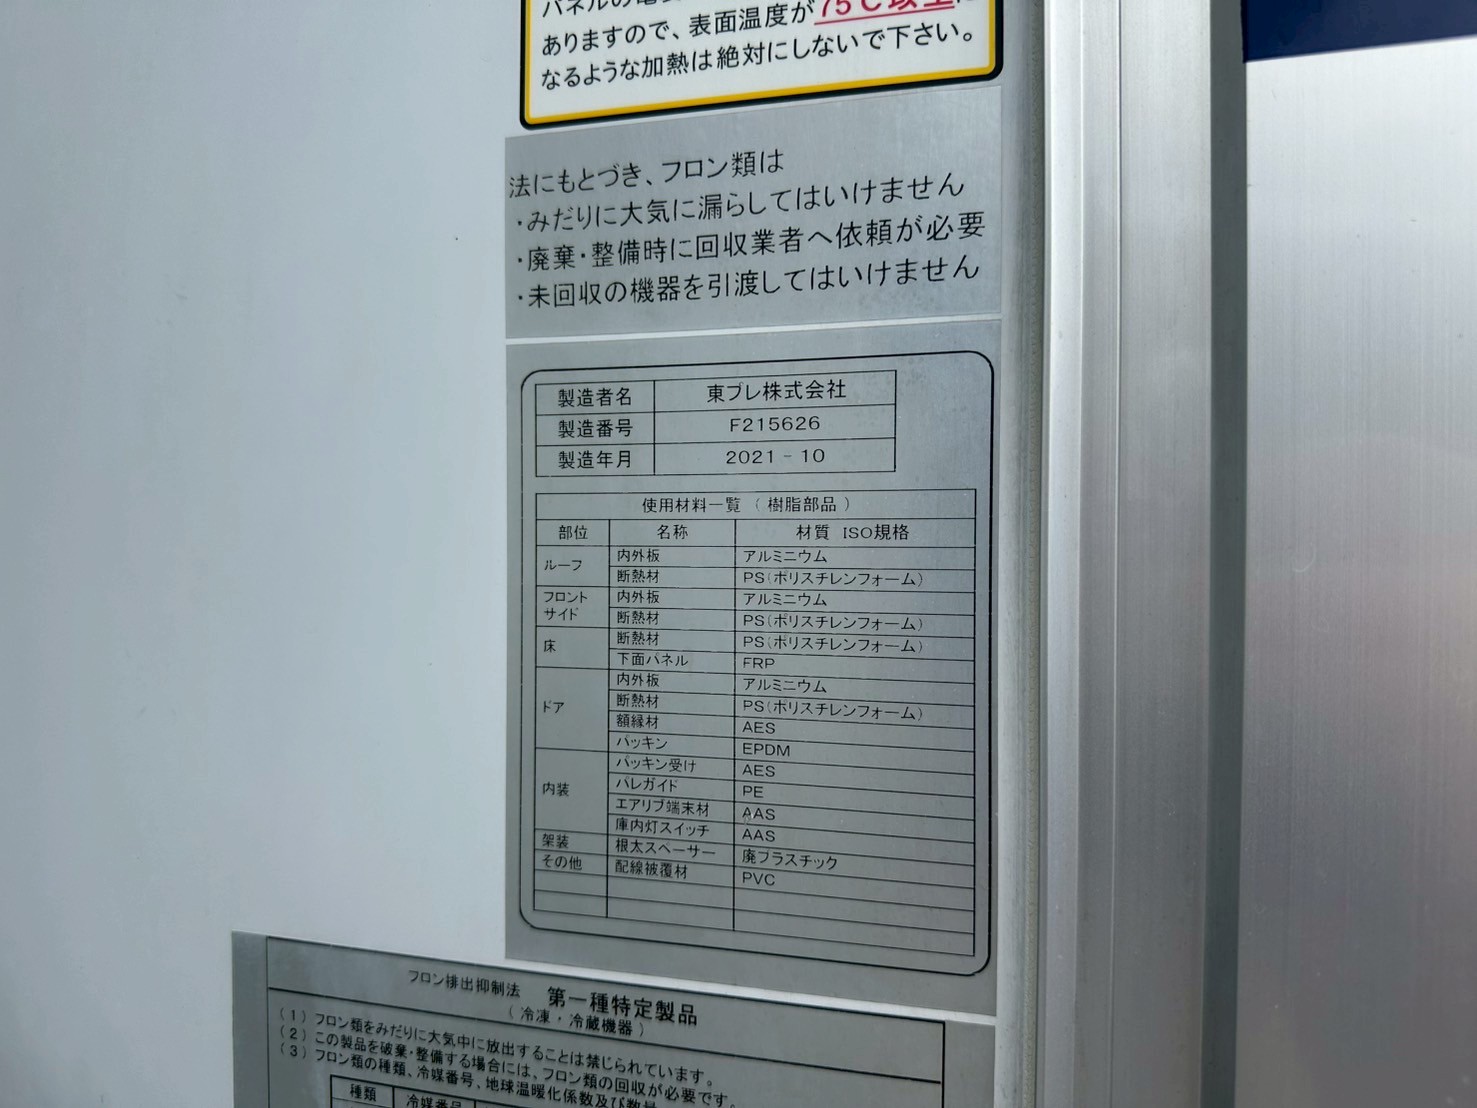 パネルの
ありますので、表面温度が75℃以上に
なるような加熱は絶対にしないで下さい。
法にもとづき、フロン類は
・みだりに大気に漏らしてはいけません
・廃棄・整備時に回収業者へ依頼が必要
・未回収の機器を引渡してはいけません
製造者名 東プレ株式会社
製造番号 F215626
製造年月 2021 - 10
使用材料一覧 (樹脂部品)
部位 名称 材質 ISO規格
ルーフ 内外板 アルミニウム
断熱材 PS(ポリスチレンフォーム)
フロント
サイド 内外板 アルミニウム
断熱材 PS(ポリスチレンフォーム)
床 断熱材 PS(ポリスチレンフォーム)
下面パネル FRP
ドア 内外板 アルミニウム
断熱材 PS(ポリスチレンフォーム)
額縁材 AES
パッキン EPDM
内装 パッキン受け AES
パレガイド PE
エアリブ端末材 AAS
庫内灯スイッチ AAS
架装 根太スペーサー 廃プラスチック
その他 配線被覆材 PVC
フロン排出抑制法 第一種特定製品
(冷凍・冷蔵機器)
(1)フロン類をみだりに大気中に放出することは禁じられています。
(2)この製品を破棄・整備する場合には、フロン類の回収が必要です。
(3)フロン類の種類、冷媒番号、地球温暖化係数及び数量
種類 冷媒番号